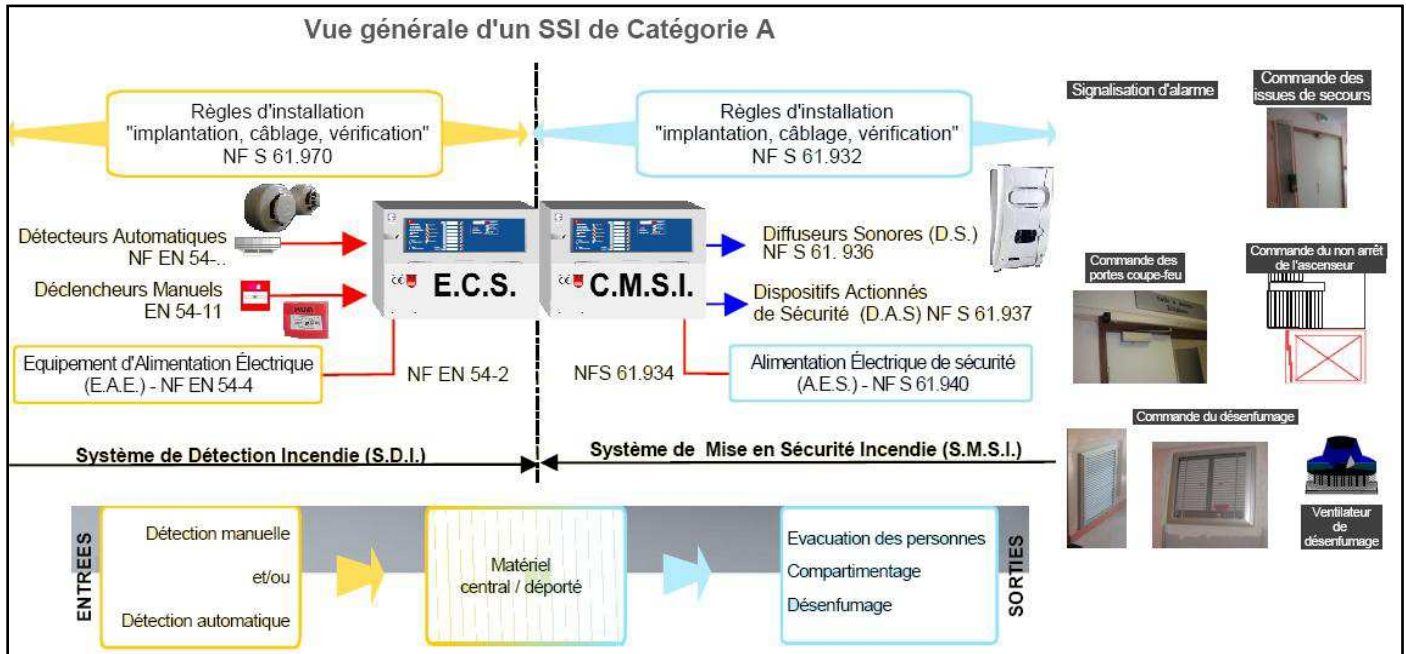 Vue générale d'un SSI de Catégorie A
Règles d'installation
"implantation, câblage, vérification"
NF S 61.970
Règles d'installation
"implantation, câblage, vérification"
NF S 61.932
Signalisation d'alarme
Commande des
issues de secours
Détecteurs Automatiques
NF EN 54-..
Déclencheurs Manuels
EN 54-11
E.C.S.
C.M.S.I.
Diffuseurs Sonores (D.S.)
NF S 61. 936
Dispositifs Actionnés
de Sécurité (D.A.S) NF S 61.937
Commande des
portes coupe-feu
Commande du non arrêt
de l'ascenseur
Equipement d'Alimentation Électrique
(E.A.E.) - NF EN 54-4
NF EN 54-2
NFS 61.934
Alimentation Électrique de sécurité
(A.E.S.) - NF S 61.940
Système de Détection Incendie (S.D.I.)
Système de Mise en Sécurité Incendie (S.M.S.I.)
Commande du désenfumage
Ventilateur
de
désenfumage
ENTREES
Détection manuelle
et/ou
Détection automatique
Matériel
central / déporté
Evacuation des personnes
Compartimentage
Désenfumage
SORTIES